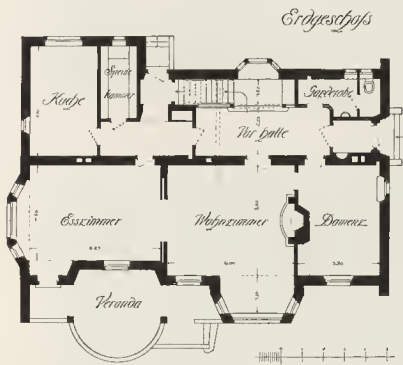 Erdgeschoß
Küche
Speise
kammer
Garderobe
Vorhalle
Esszimmer
Wohnzimmer
Damenz
Veranda